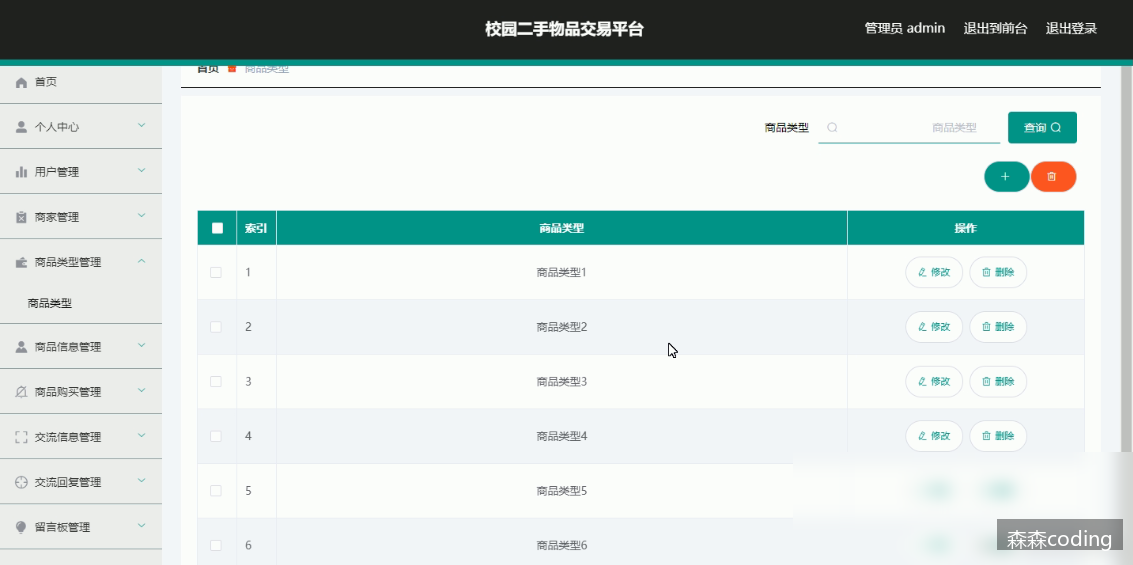 校园二手物品交易平台
管理员 admin 退出到前台 退出登录
首页 商品类型
首页
个人中心
用户管理
商家管理
商品类型管理
商品类型
商品信息管理
商品购买管理
交流信息管理
交流回复管理
留言板管理
商品类型 商品类型 查询
索引 商品类型 操作
1 商品类型1 修改 删除
2 商品类型2 修改 删除
3 商品类型3 修改 删除
4 商品类型4 修改 删除
5 商品类型5
6 商品类型6
森森coding